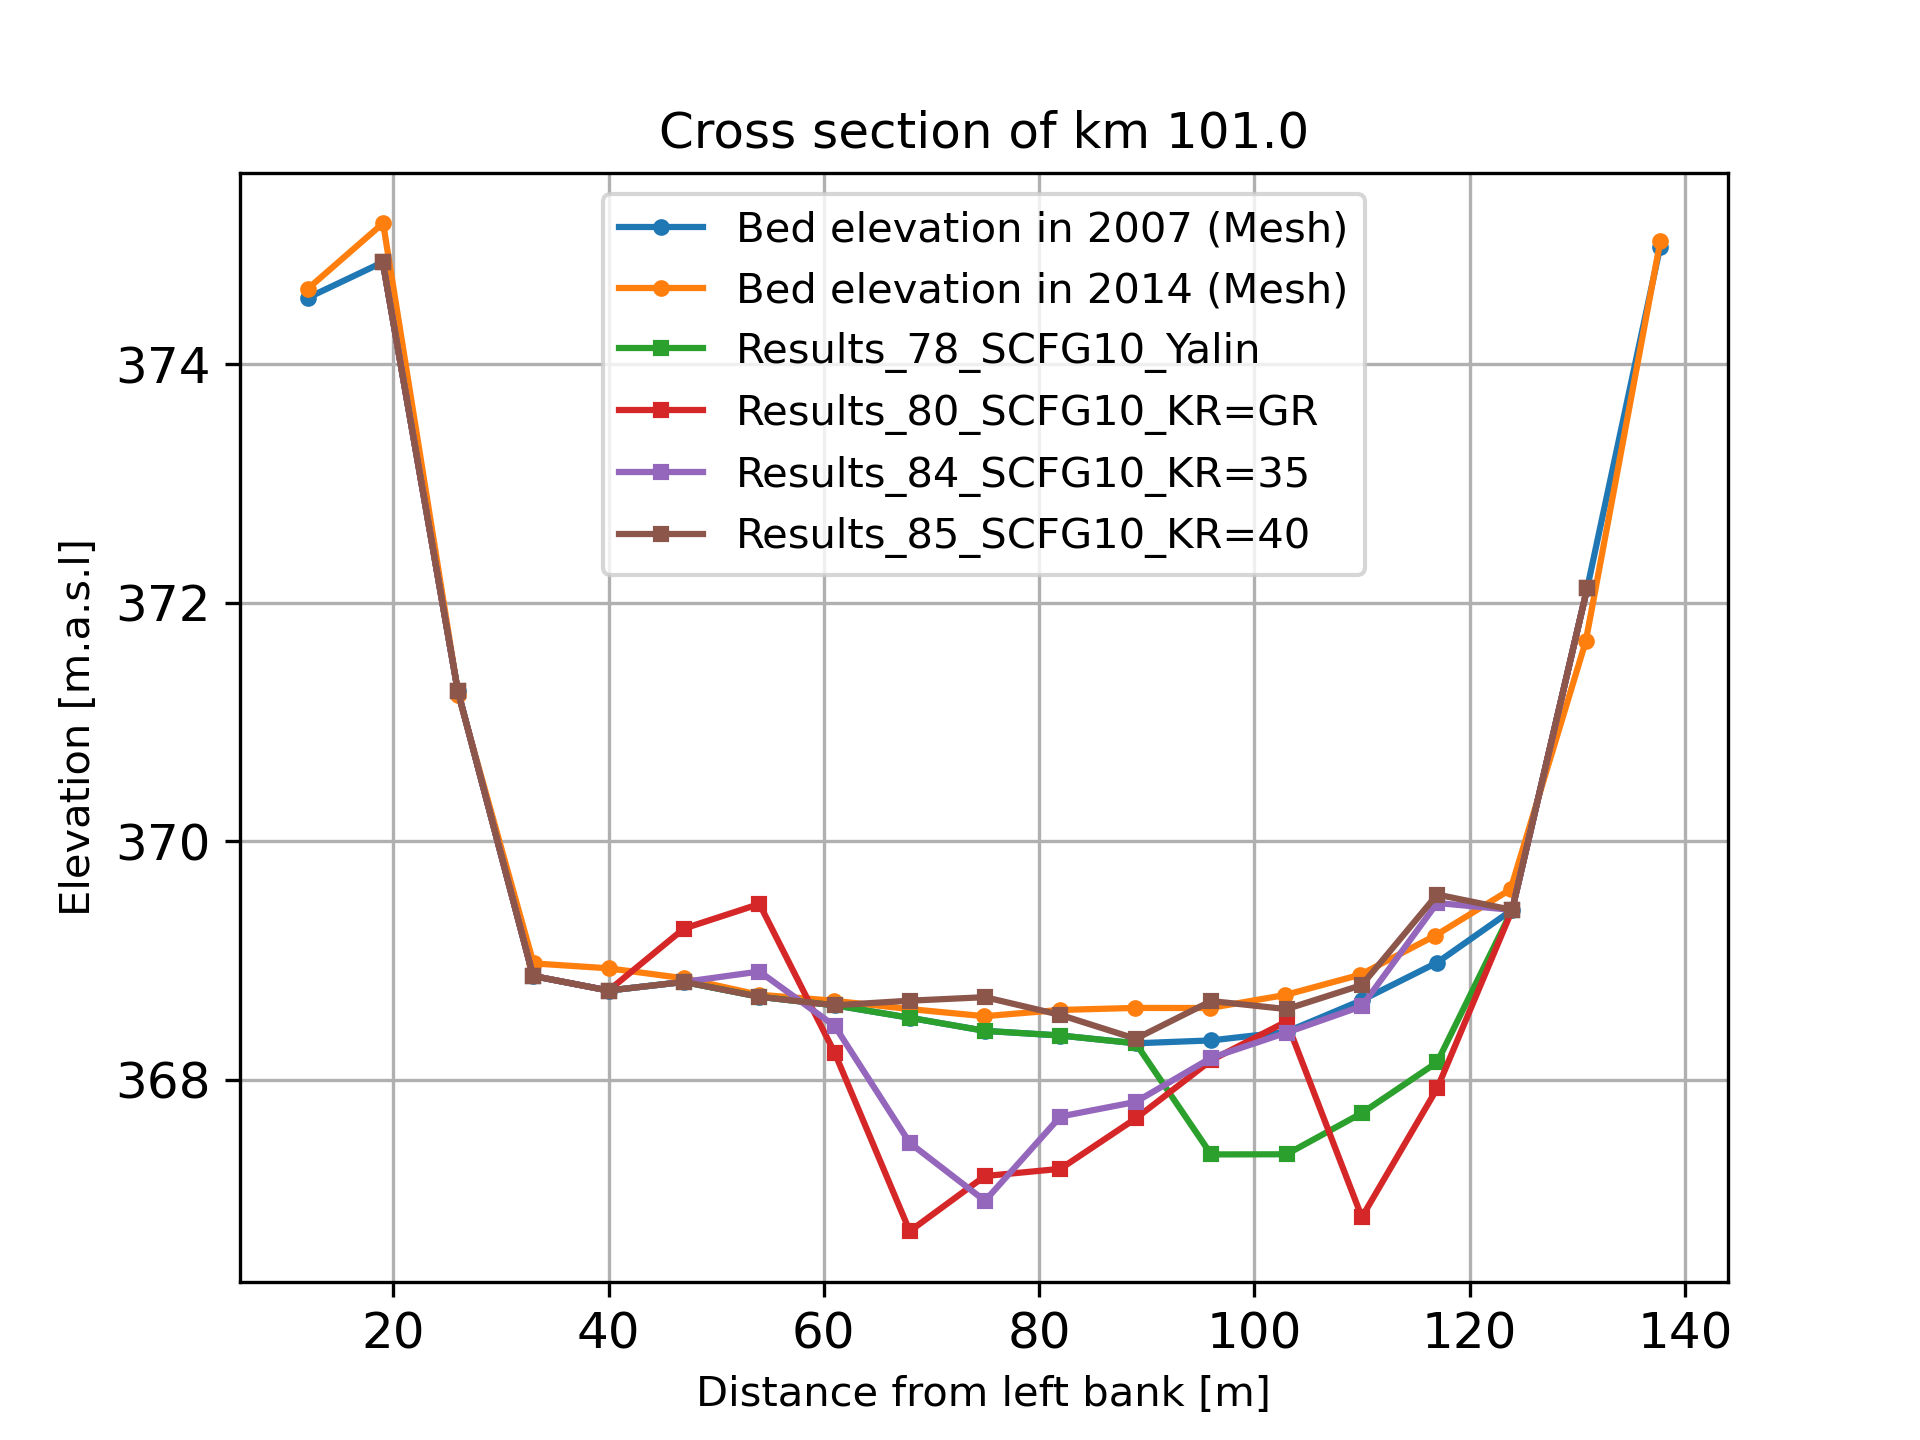 Cross section of km 101.0
Bed elevation in 2007 (Mesh)
Bed elevation in 2014 (Mesh)
Results_78_SCFG10_Yalin
Results_80_SCFG10_KR=GR
Results_84_SCFG10_KR=35
Results_85_SCFG10_KR=40
Elevation [m.a.s.l]
374
372
370
368
20 40 60 80 100 120 140
Distance from left bank [m]